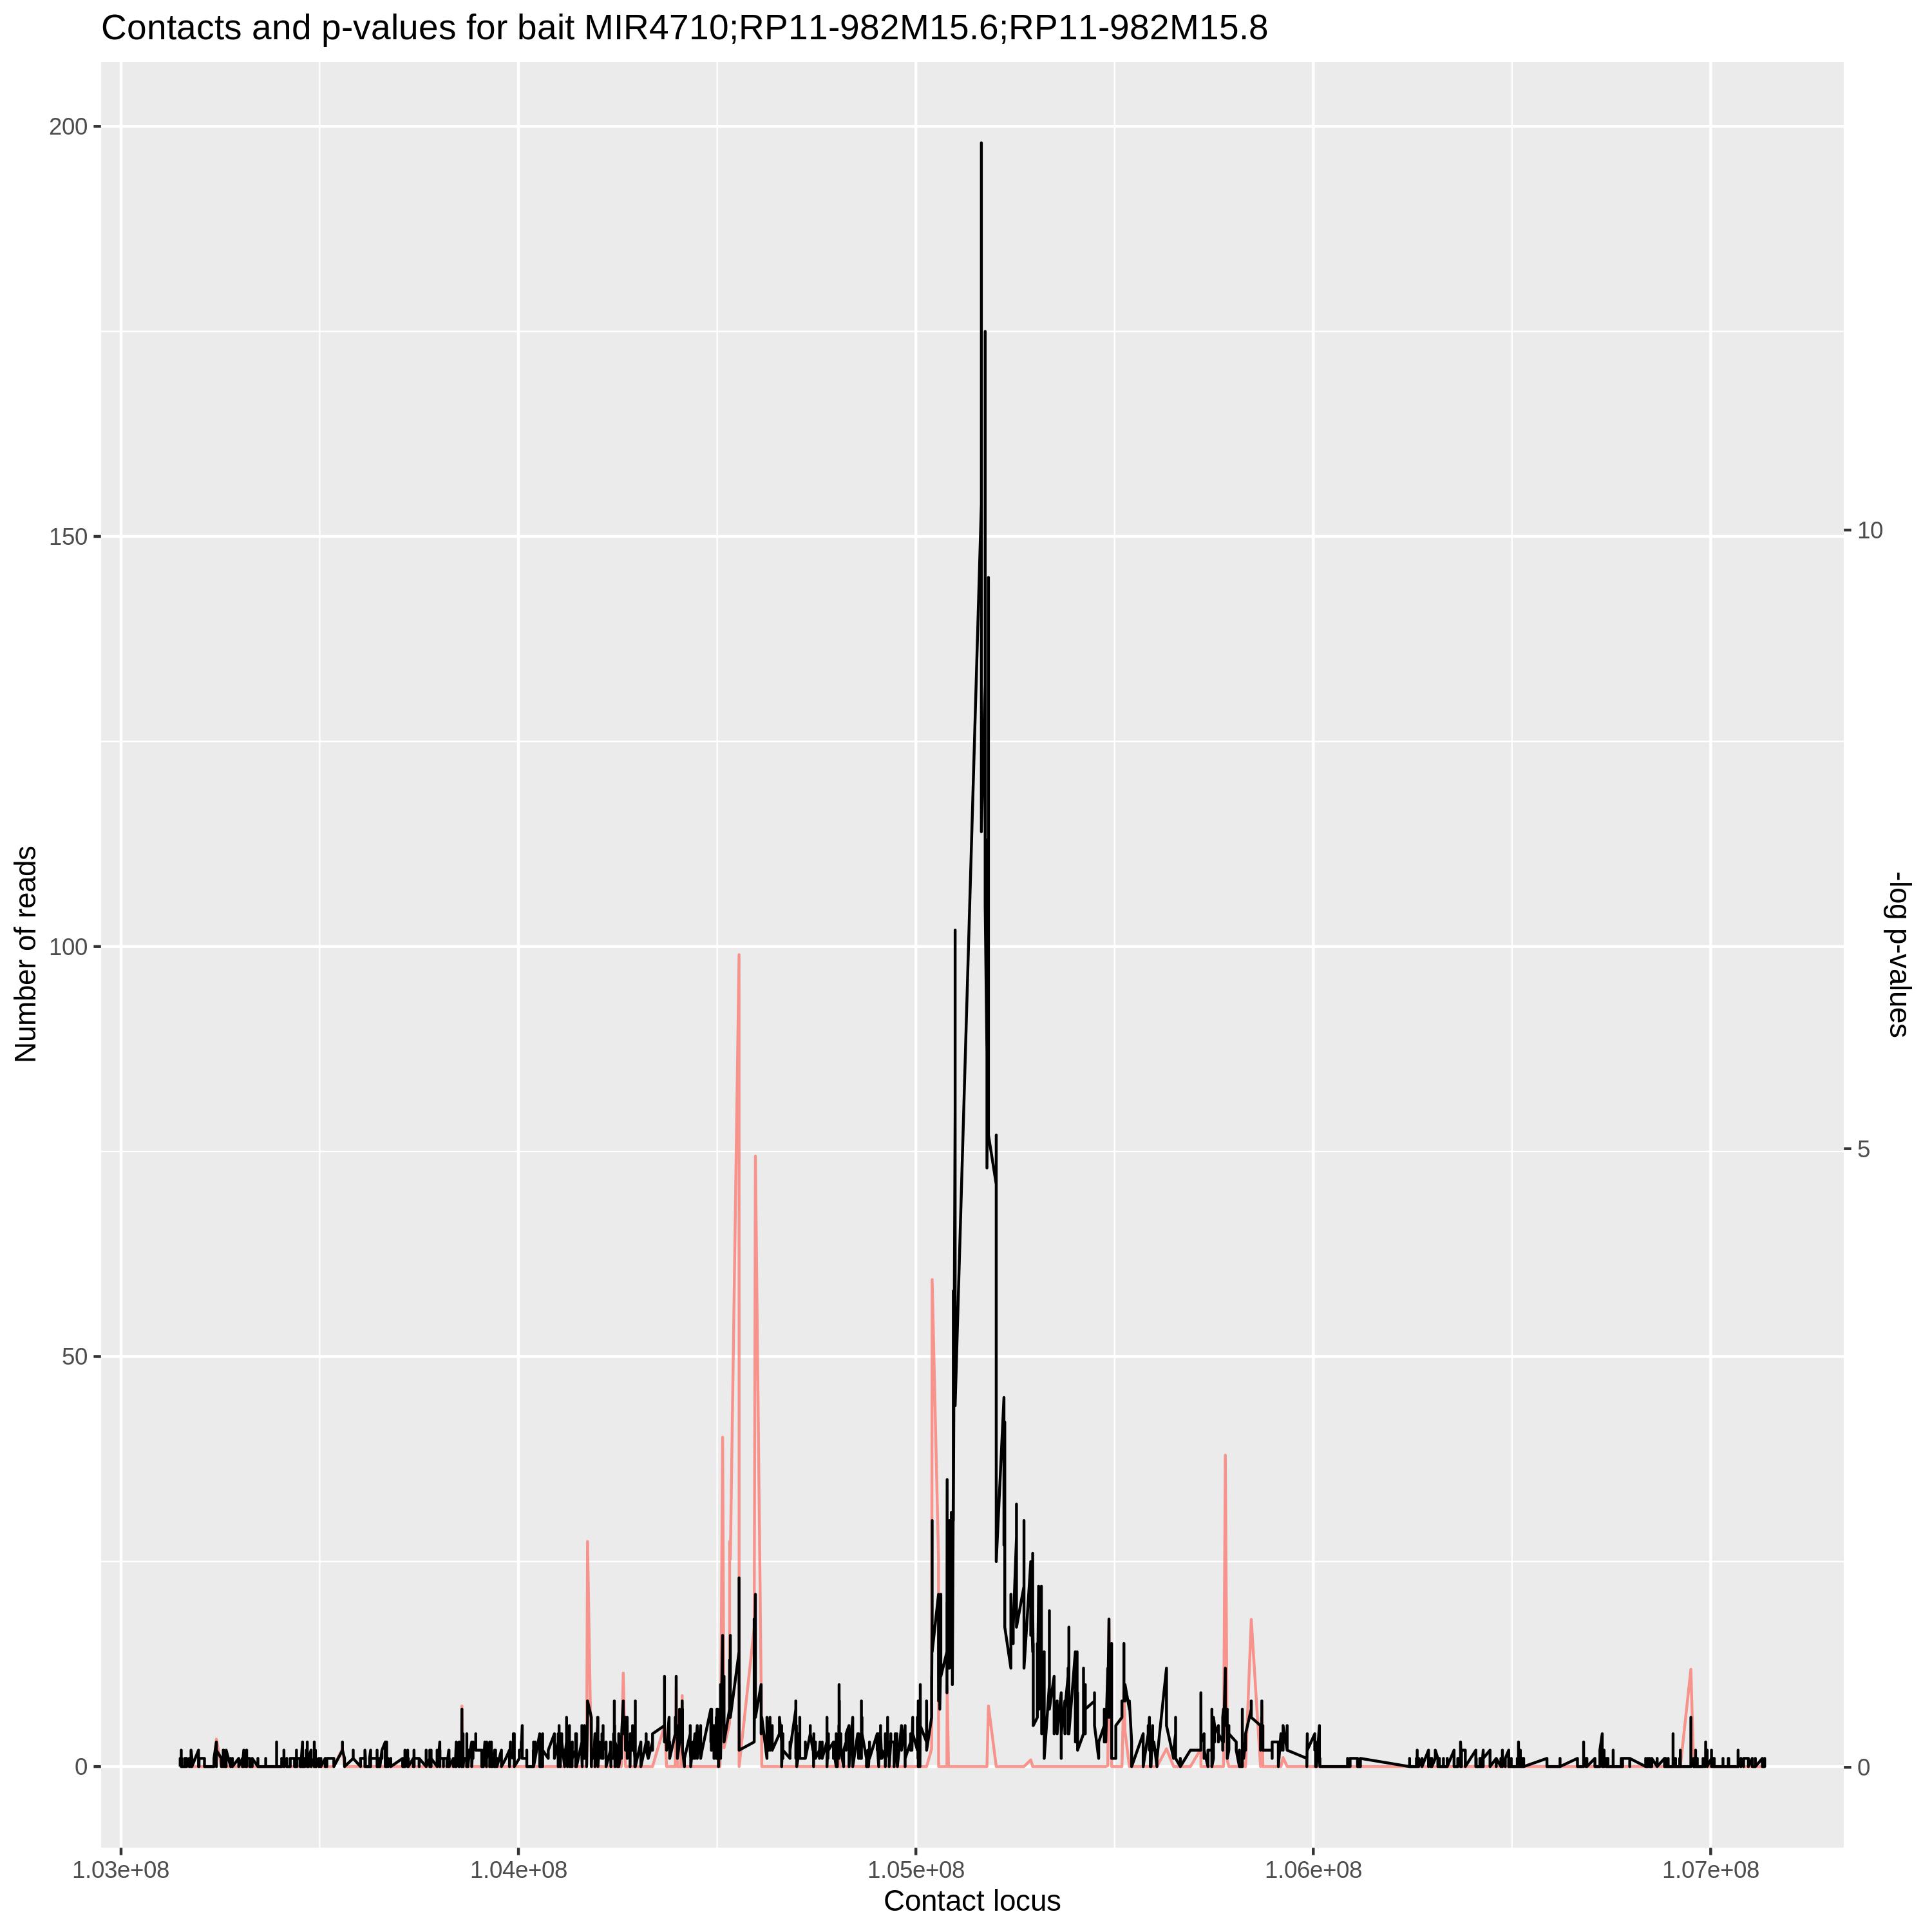 Contacts and p-values for bait MIR4710;RP11-982M15.6;RP11-982M15.8
200
150
100
50
0
Number of reads
10
5
0
-log p-values
1.03e+08
1.04e+08
1.05e+08
1.06e+08
1.07e+08
Contact locus